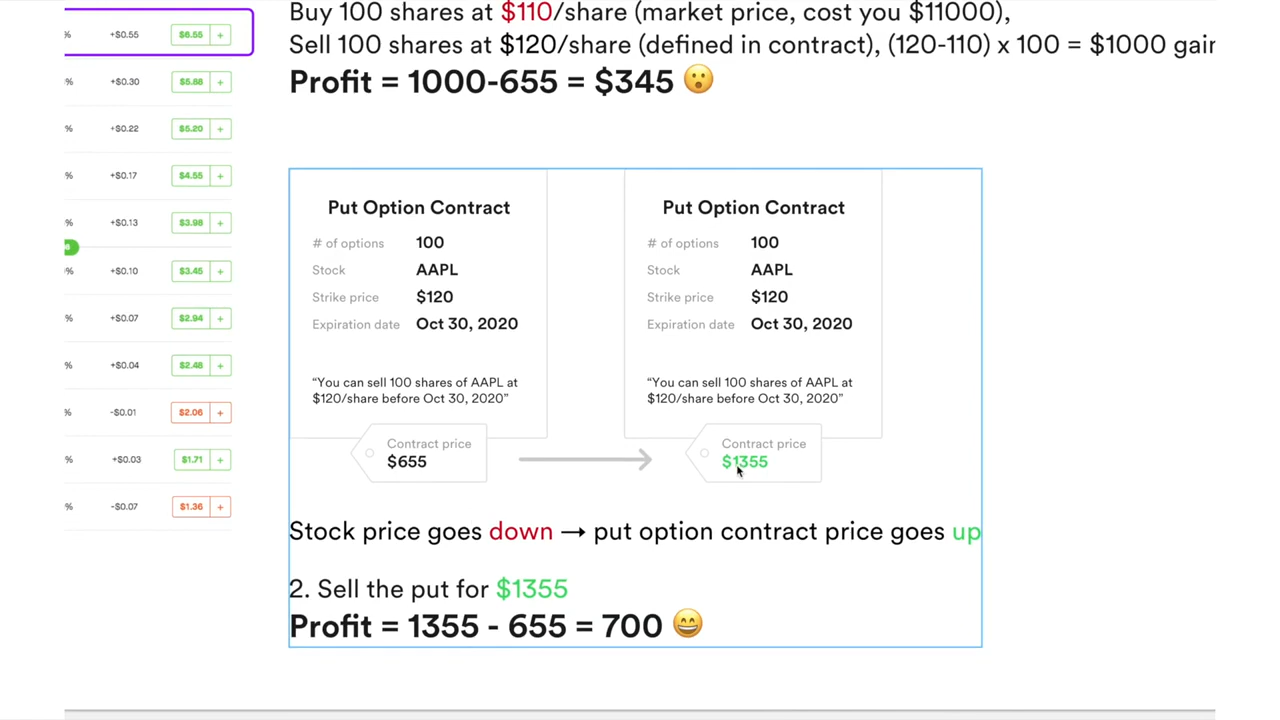 Buy 100 shares at $110/share (market price, cost you $11000),
Sell 100 shares at $120/share (defined in contract), (120-110) x 100 = $1000 gair
Profit = 1000-655 = $345 😮
% +$0.55 $6.55 +
% +$0.30 $5.88 +
% +$0.22 $5.20 +
% +$0.17 $4.55 +
% +$0.13 $3.98 +
% +$0.10 $3.45 +
% +$0.07 $2.94 +
% +$0.04 $2.48 +
% -$0.01 $2.06 +
% +$0.03 $1.71 +
% -$0.07 $1.36 +
Put Option Contract
# of options 100
Stock AAPL
Strike price $120
Expiration date Oct 30, 2020
“You can sell 100 shares of AAPL at
$120/share before Oct 30, 2020”
Contract price
$655
Put Option Contract
# of options 100
Stock AAPL
Strike price $120
Expiration date Oct 30, 2020
“You can sell 100 shares of AAPL at
$120/share before Oct 30, 2020”
Contract price
$1355
Stock price goes down → put option contract price goes up
2. Sell the put for $1355
Profit = 1355 - 655 = 700 😄